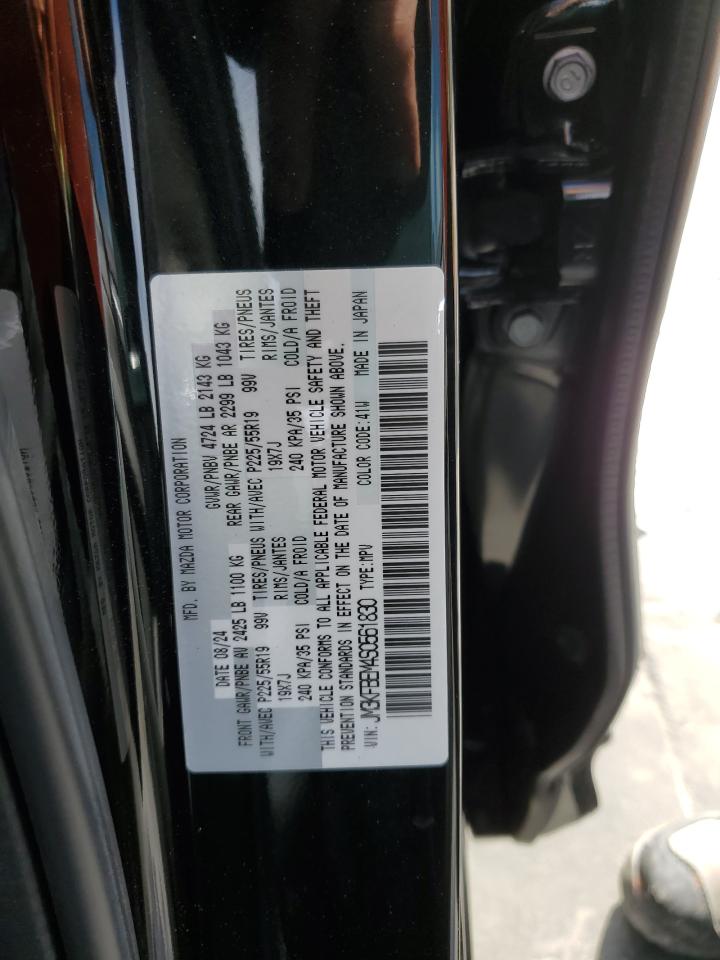 MFD. BY MAZDA MOTOR CORPORATION
DATE 08/24 GVWR/PNBV 4724 LB 2143 KG
FRONT GAWR/PNBE AV 2425 LB 1100 KG REAR GAWR/PNBE AR 2299 LB 1043 KG
WITH/AVEC P225/55R19 99V TIRES/PNEUS WITH/AVEC P225/55R19 99V TIRES/PNEUS
19X7J RIMS/JANTES 19X7J RIMS/JANTES
240 KPA/35 PSI COLD/A FROID 240 KPA/35 PSI COLD/A FROID
THIS VEHICLE CONFORMS TO ALL APPLICABLE FEDERAL MOTOR VEHICLE SAFETY AND THEFT
PREVENTION STANDARDS IN EFFECT ON THE DATE OF MANUFACTURE SHOWN ABOVE.
VIN: JM3KFBEM4S0561830 TYPE:MPV COLOR CODE:41W MADE IN JAPAN